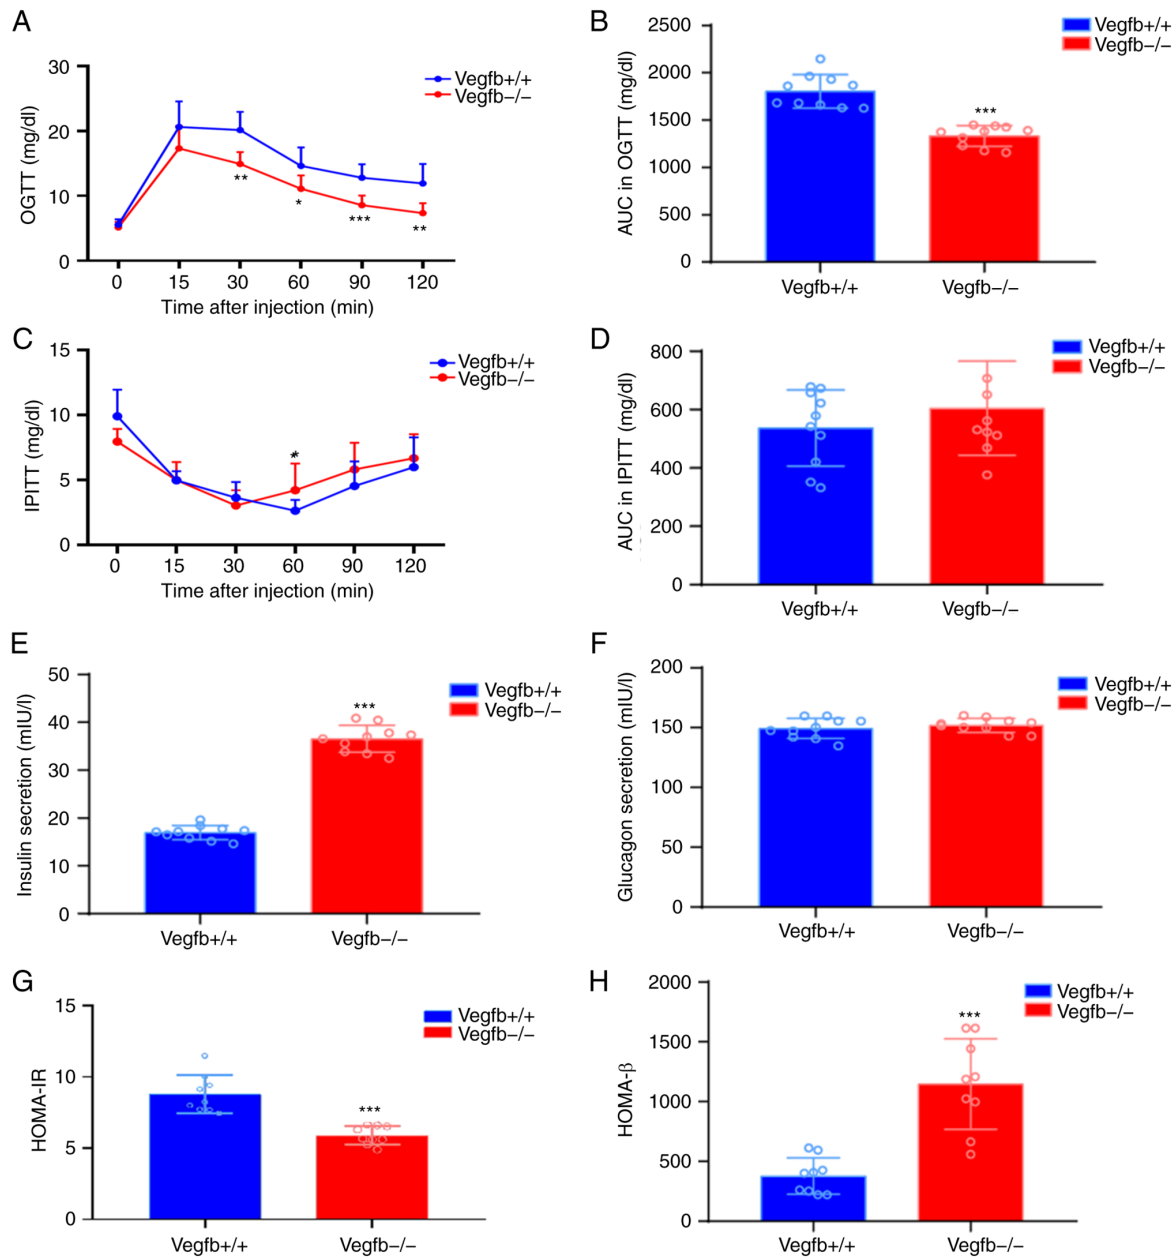 A
OGTT (mg/dl)
30
20
10
0
Vegfb+/+
Vegfb−/−
**
*
***
**
0 15 30 60 90 120
Time after injection (min)
B
AUC in OGTT (mg/dl)
2500
2000
1500
1000
500
0
Vegfb+/+
Vegfb−/−
***
Vegfb+/+ Vegfb−/−
C
IPITT (mg/dl)
15
10
5
0
Vegfb+/+
Vegfb−/−
*
0 15 30 60 90 120
Time after injection (min)
D
AUC in IPITT (mg/dl)
800
600
400
200
0
Vegfb+/+
Vegfb−/−
Vegfb+/+ Vegfb−/−
E
Insulin secretion (mIU/l)
50
40
30
20
10
0
Vegfb+/+
Vegfb−/−
***
Vegfb+/+ Vegfb−/−
F
Glucagon secretion (mIU/l)
200
150
100
50
0
Vegfb+/+
Vegfb−/−
Vegfb+/+ Vegfb−/−
G
HOMA-IR
15
10
5
0
Vegfb+/+
Vegfb−/−
***
Vegfb+/+ Vegfb−/−
H
HOMA-β
2000
1500
1000
500
0
Vegfb+/+
Vegfb−/−
***
Vegfb+/+ Vegfb−/−